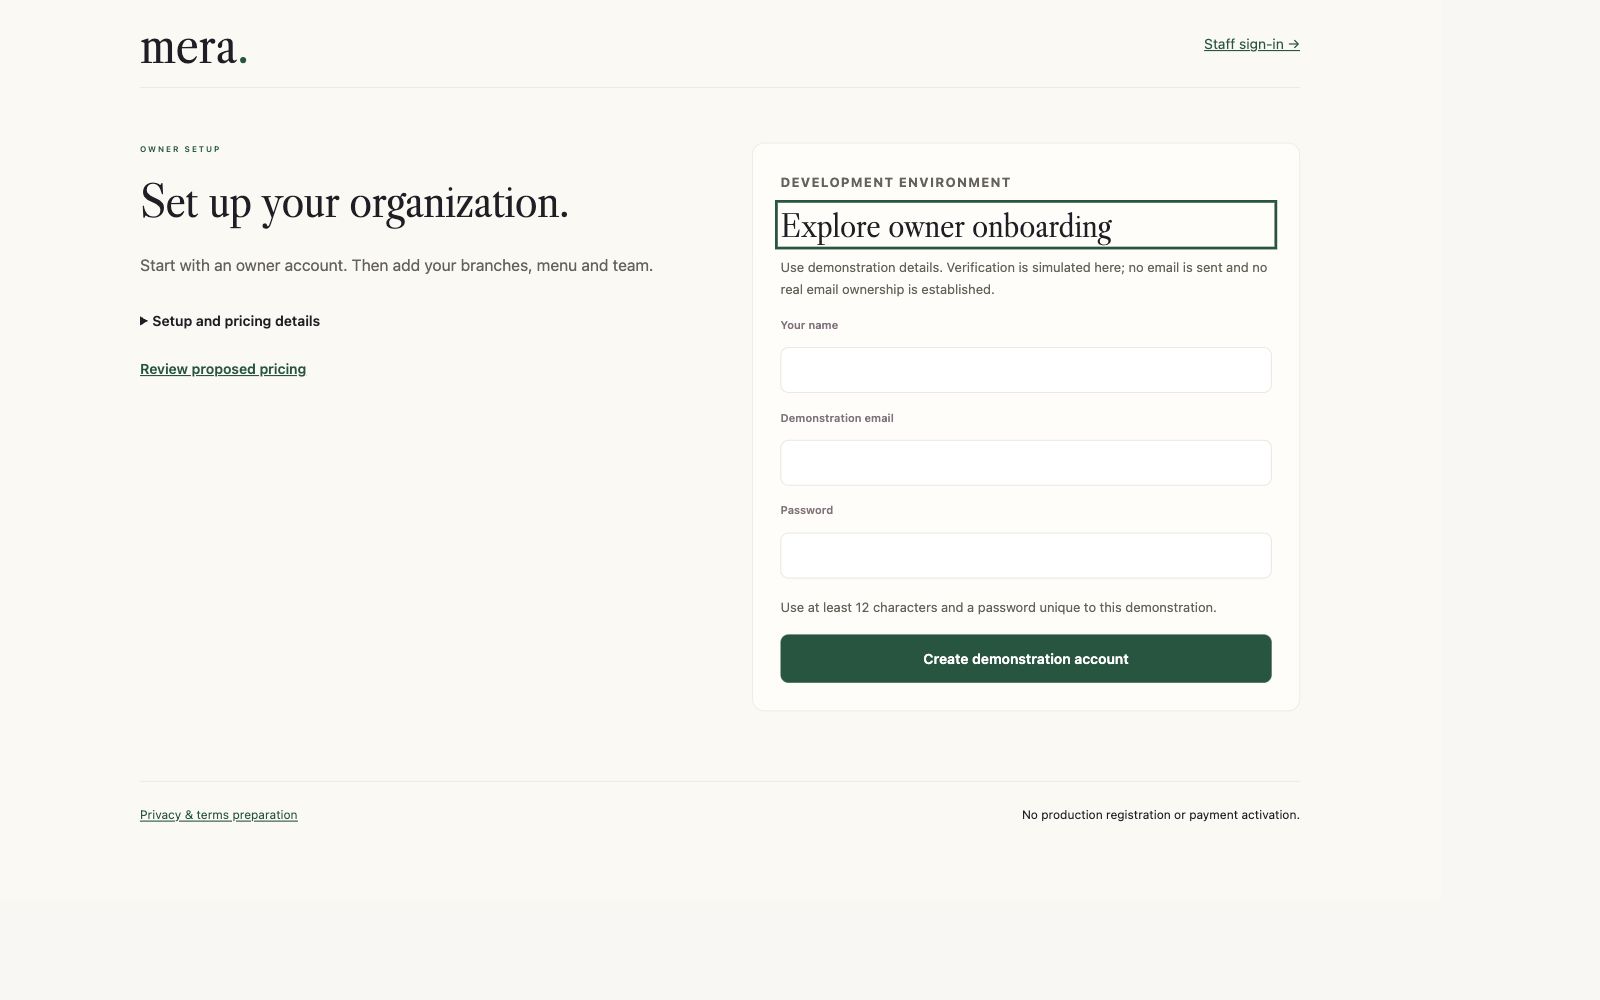 mera.
Staff sign-in →
OWNER SETUP
Set up your organization.
Start with an owner account. Then add your branches, menu and team.
▶ Setup and pricing details
Review proposed pricing
DEVELOPMENT ENVIRONMENT
Explore owner onboarding
Use demonstration details. Verification is simulated here; no email is sent and no
real email ownership is established.
Your name
Demonstration email
Password
Use at least 12 characters and a password unique to this demonstration.
Create demonstration account
Privacy & terms preparation
No production registration or payment activation.